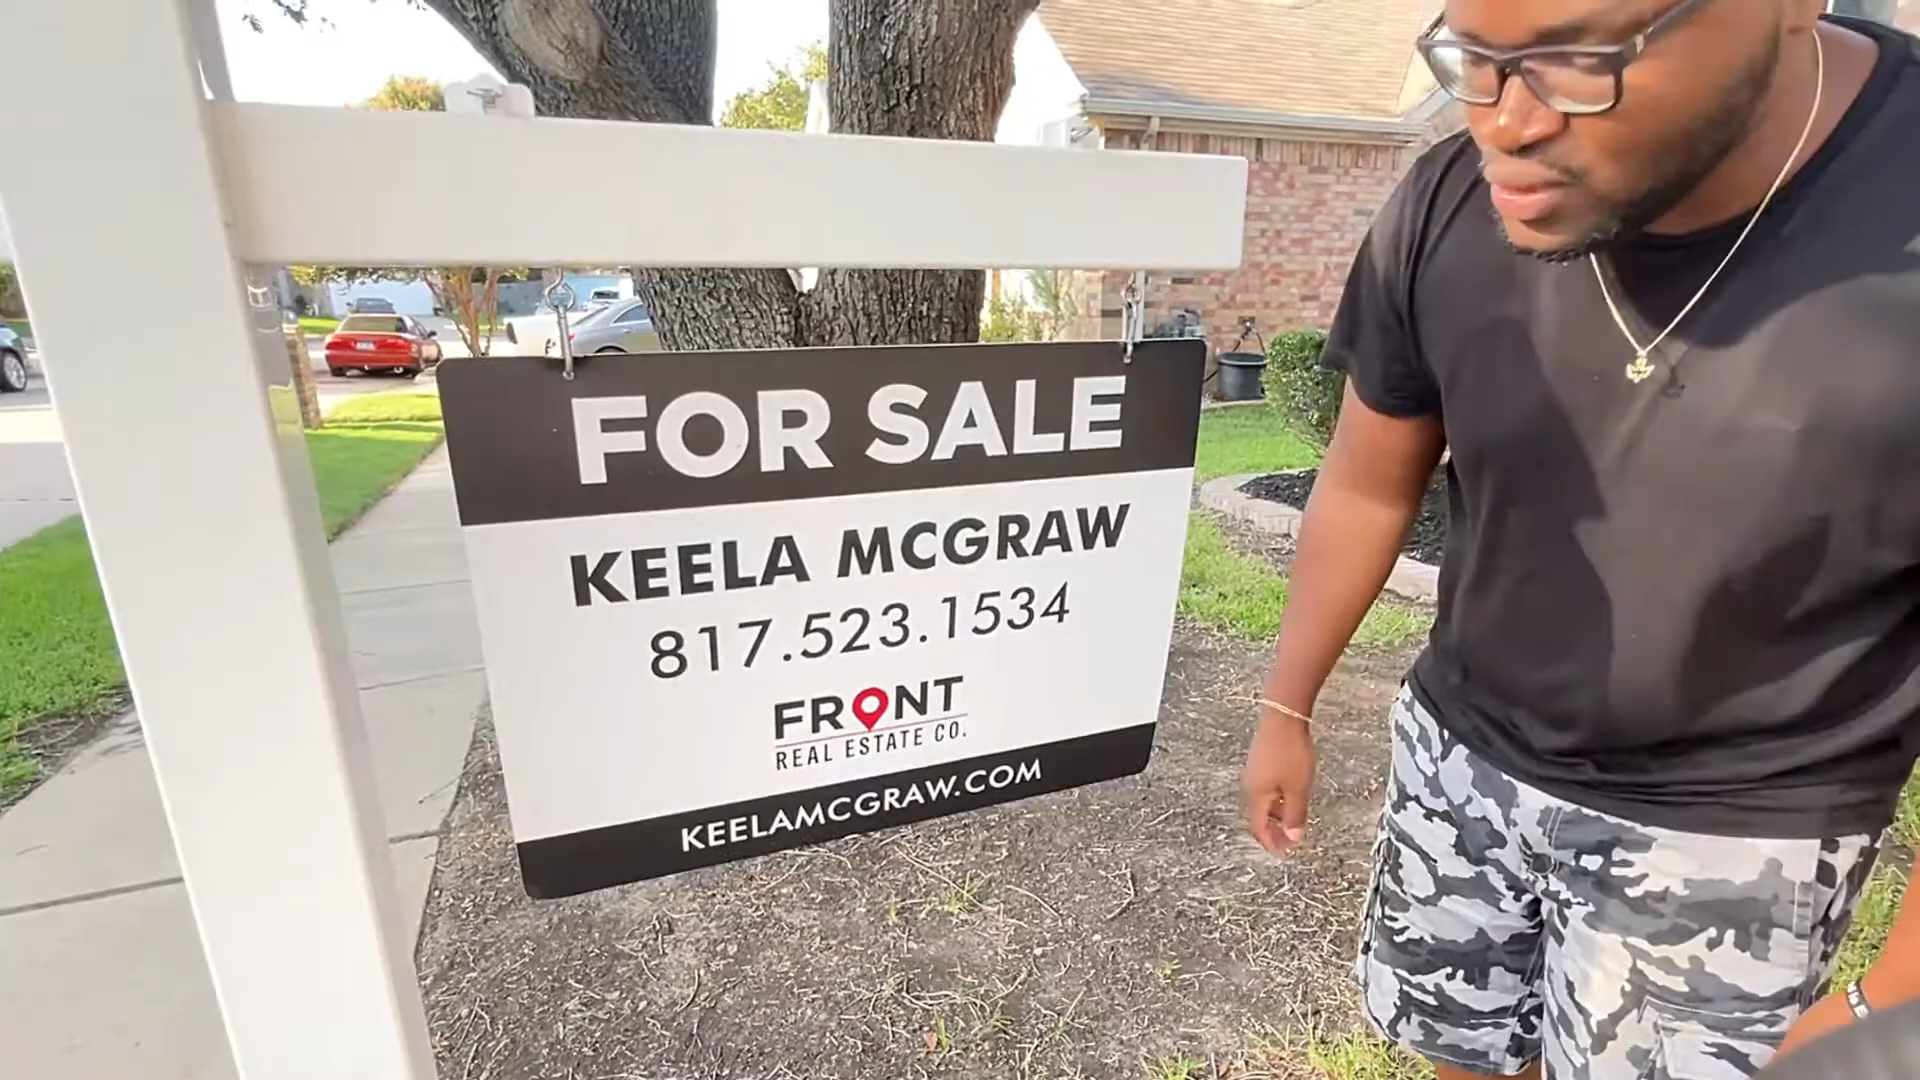 FOR SALE
KEELA MCGRAW
817.523.1534
FRONT
REAL ESTATE CO.
KEELAMCGRAW.COM